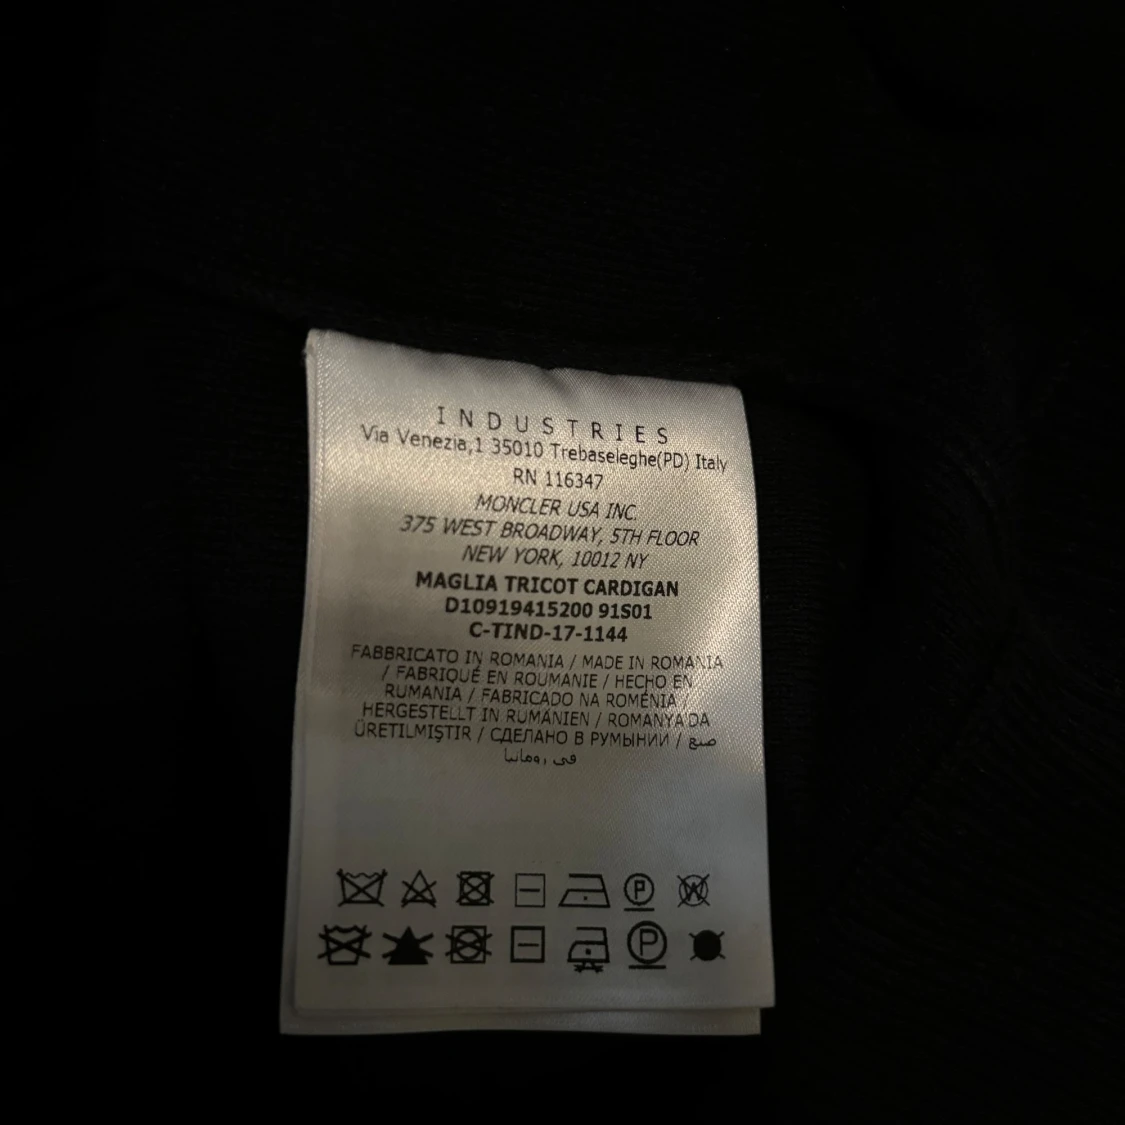 INDUSTRIES
Via Venezia,1 35010 Trebaseleghe(PD) Italy
RN 116347
MONCLER USA INC.
375 WEST BROADWAY, 5TH FLOOR
NEW YORK, 10012 NY
MAGLIA TRICOT CARDIGAN
D10919415200 91S01
C-TIND-17-1144
FABBRICATO IN ROMANIA / MADE IN ROMANIA
/ FABRIQUÉ EN ROUMANIE / HECHO EN
RUMANIA / FABRICADO NA ROMÉNIA
HERGESTELLT IN RUMÄNIEN / ROMANYA'DA
ÜRETILMIŞTIR / СДЕЛАНО В РУМЫНИИ / صنع
في رومانيا
P W
P